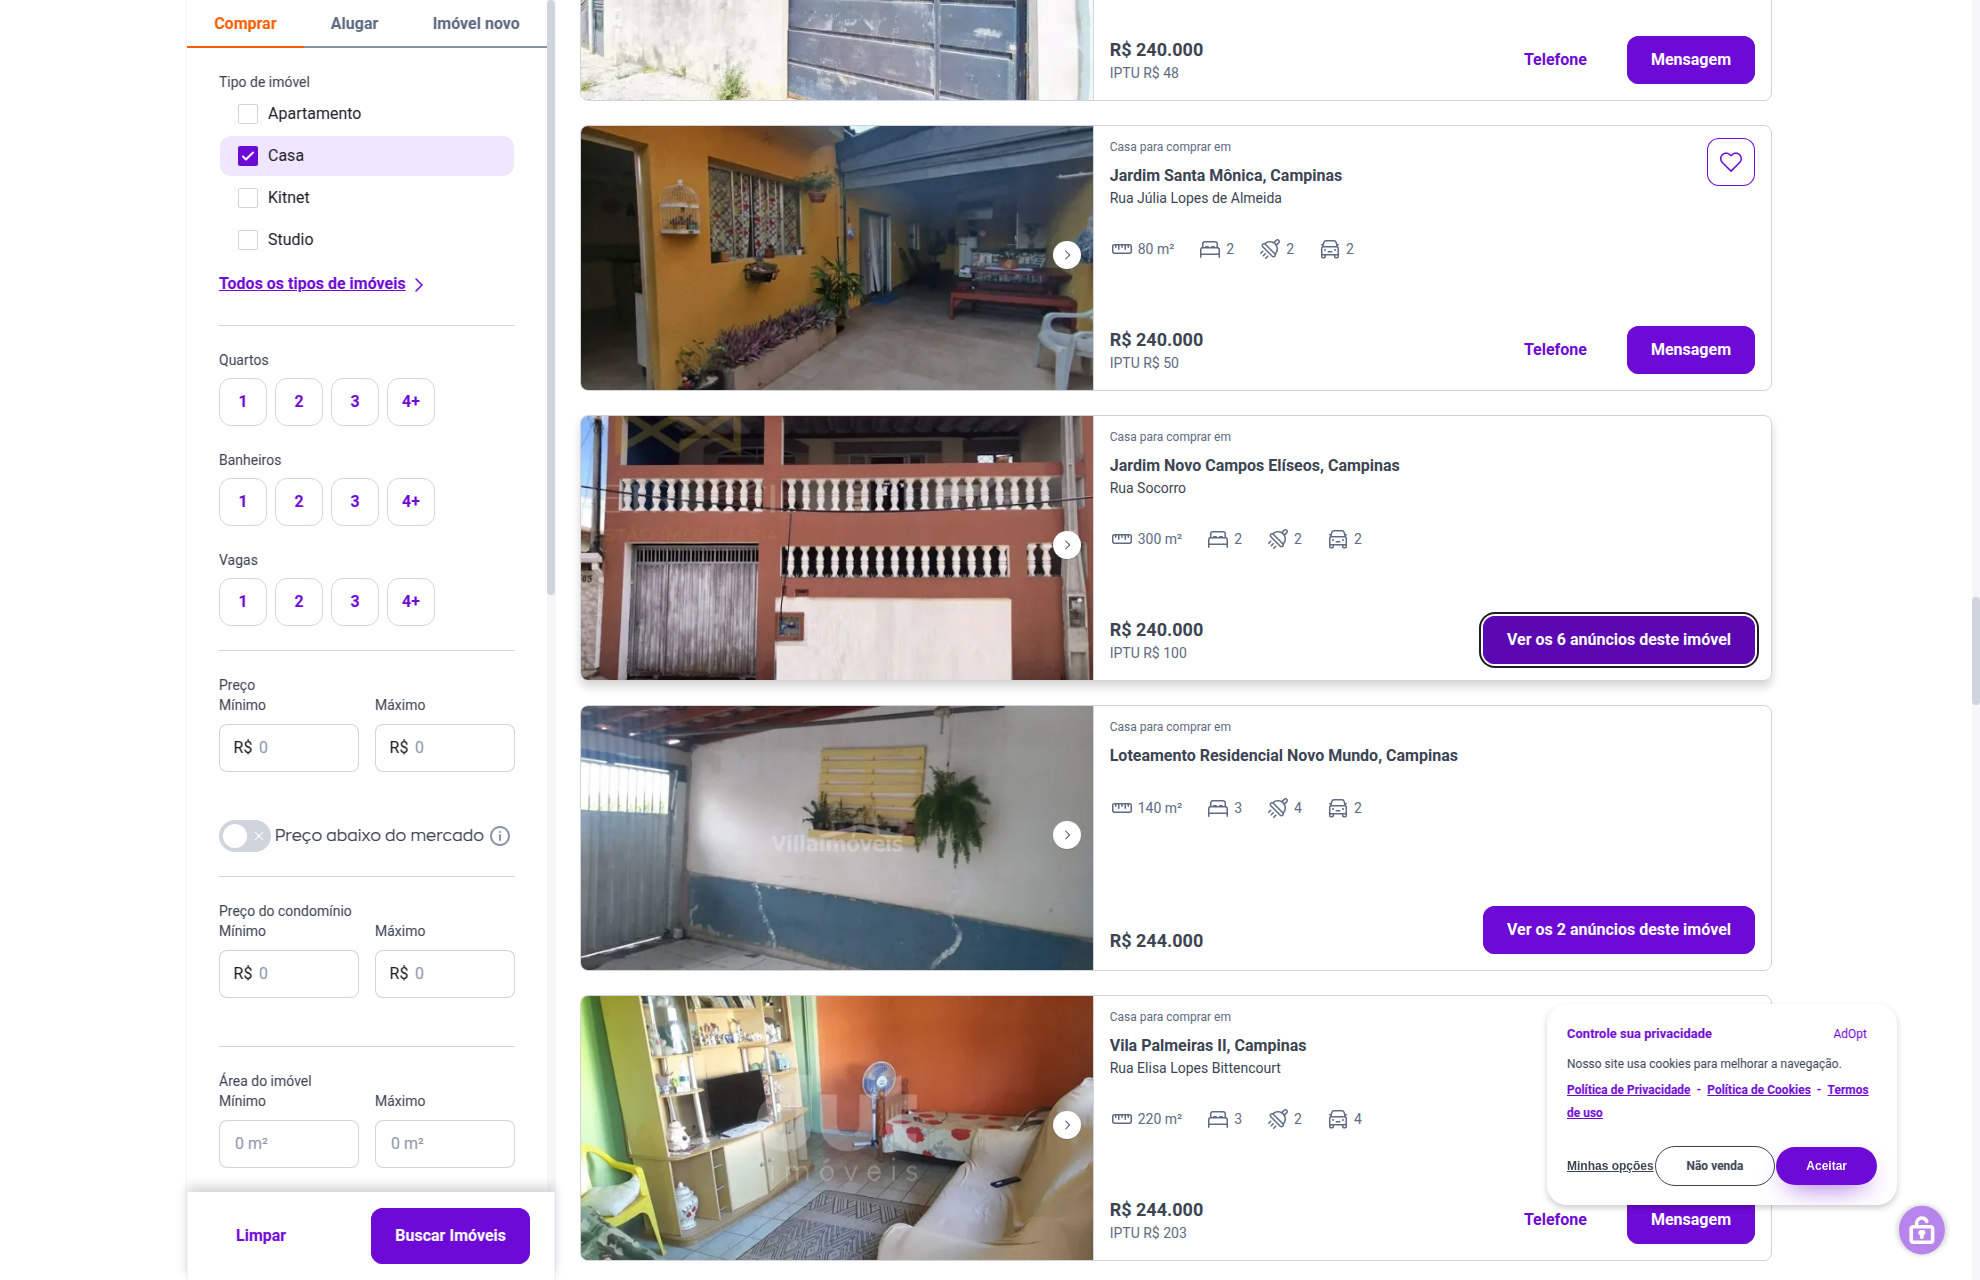 Comprar
Alugar
Imóvel novo
Tipo de imóvel
Apartamento
Casa
Kitnet
Studio
Todos os tipos de imóveis
Quartos
1
2
3
4+
Banheiros
1
2
3
4+
Vagas
1
2
3
4+
Preço
Mínimo
Máximo
R$ 0
R$ 0
Preço abaixo do mercado
Preço do condomínio
Mínimo
Máximo
R$ 0
R$ 0
Área do imóvel
Mínimo
Máximo
0 m²
0 m²
Limpar
Buscar Imóveis
R$ 240.000
IPTU R$ 48
Telefone
Mensagem
Casa para comprar em
Jardim Santa Mônica, Campinas
Rua Júlia Lopes de Almeida
80 m²
2
2
2
R$ 240.000
IPTU R$ 50
Telefone
Mensagem
Casa para comprar em
Jardim Novo Campos Elíseos, Campinas
Rua Socorro
300 m²
2
2
2
R$ 240.000
IPTU R$ 100
Ver os 6 anúncios deste imóvel
Villaimóveis
Casa para comprar em
Loteamento Residencial Novo Mundo, Campinas
140 m²
3
4
2
R$ 244.000
Ver os 2 anúncios deste imóvel
imóveis
Casa para comprar em
Vila Palmeiras II, Campinas
Rua Elisa Lopes Bittencourt
220 m²
3
2
4
R$ 244.000
IPTU R$ 203
Telefone
Mensagem
Controle sua privacidade
AdOpt
Nosso site usa cookies para melhorar a navegação.
Política de Privacidade - Política de Cookies - Termos
de uso
Minhas opções
Não venda
Aceitar